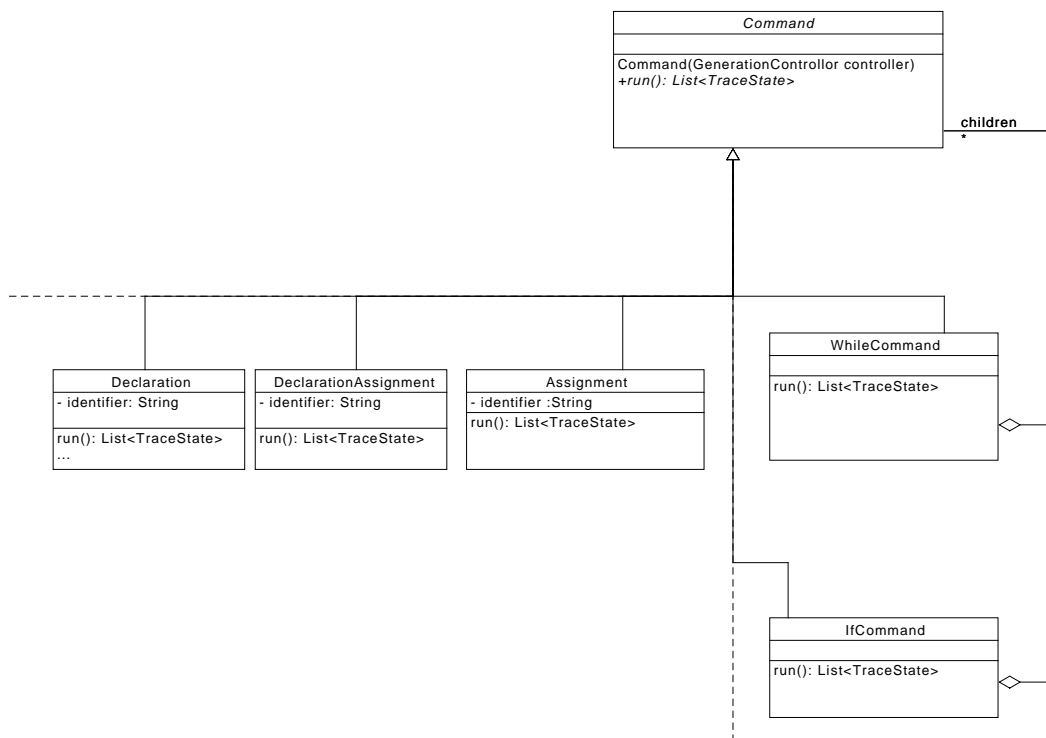 Command
Command(GenerationControllor controller)
+run(): List<TraceState>
children
*
Declaration
- identifier: String
run(): List<TraceState>
...
DeclarationAssignment
- identifier: String
run(): List<TraceState>
Assignment
- identifier :String
run(): List<TraceState>
WhileCommand
run(): List<TraceState>
IfCommand
run(): List<TraceState>